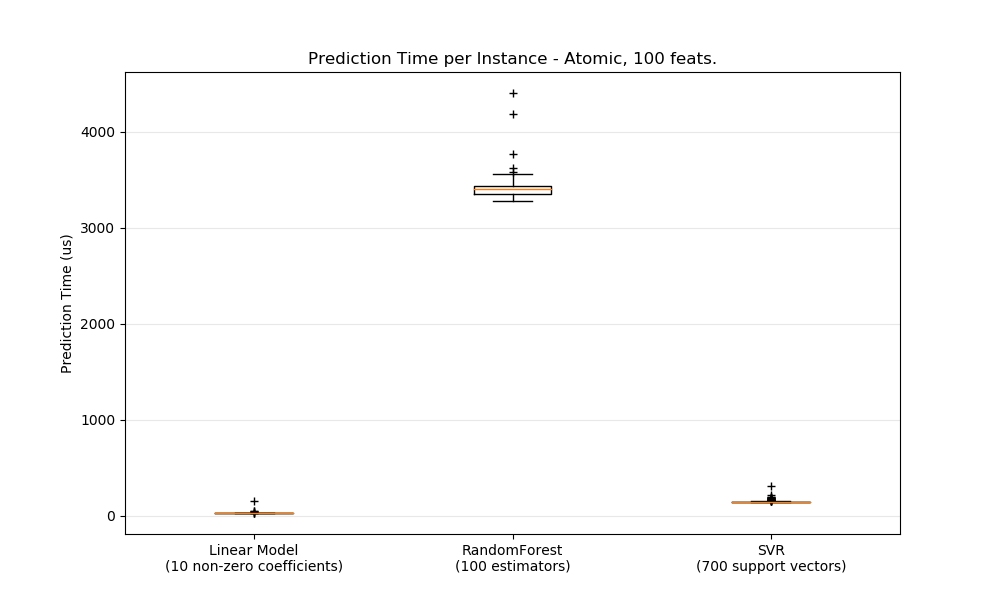 Prediction Time per Instance - Atomic, 100 feats.
Prediction Time (us)
4000
3000
2000
1000
0
Linear Model
(10 non-zero coefficients)
RandomForest
(100 estimators)
SVR
(700 support vectors)